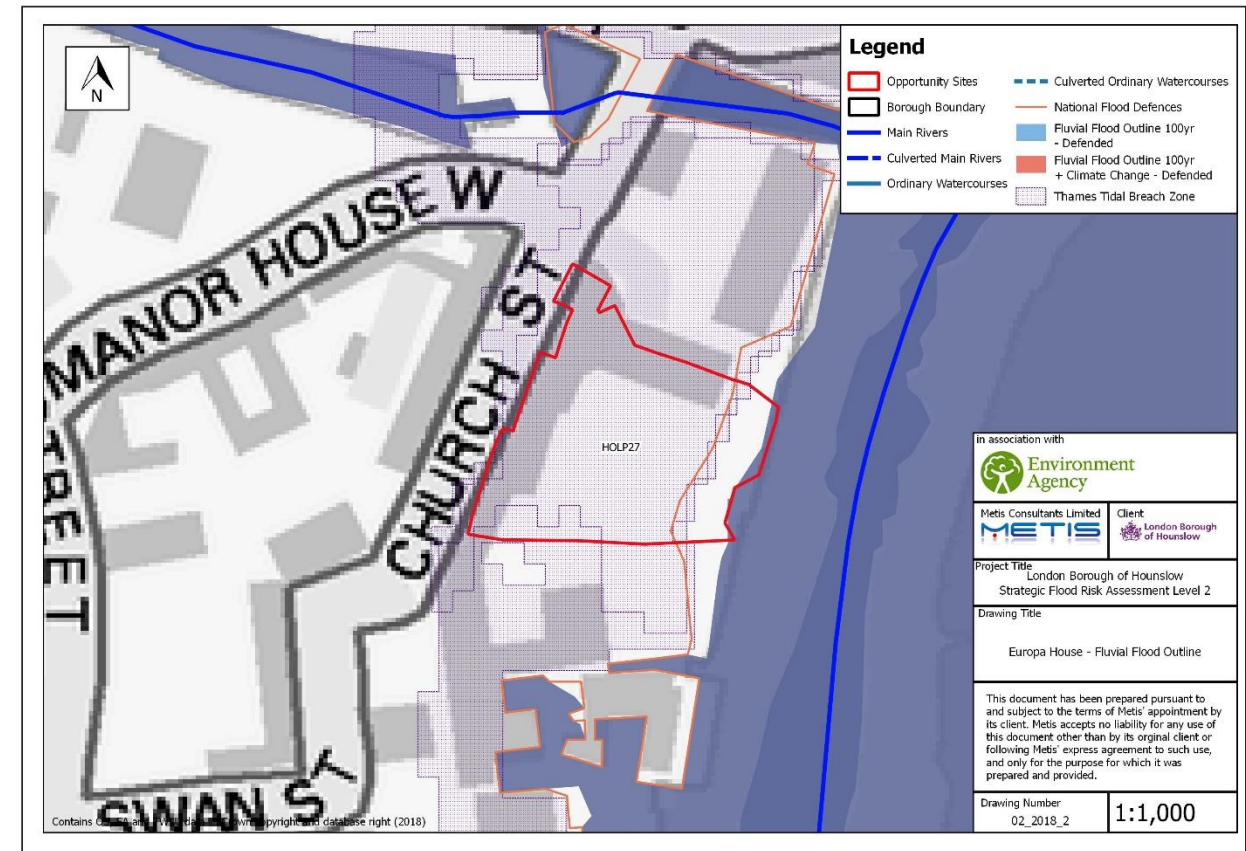 N
MANOR HOUSE W
TREET
CHURCH ST
SWAN ST
HOLP27
Legend
Opportunity Sites
Borough Boundary
Main Rivers
Culverted Main Rivers
Ordinary Watercourses
Culverted Ordinary Watercourses
National Flood Defences
Fluvial Flood Outline 100yr
- Defended
Fluvial Flood Outline 100yr
+ Climate Change - Defended
Thames Tidal Breach Zone
in association with
Environment
Agency
Metis Consultants Limited
METIS
Client
London Borough
of Hounslow
Project Title
London Borough of Hounslow
Strategic Flood Risk Assessment Level 2
Drawing Title
Europa House - Fluvial Flood Outline
This document has been prepared pursuant to
and subject to the terms of Metis' appointment by
its client. Metis accepts no liability for any use of
this document other than by its orginal client or
following Metis' express agreement to such use,
and only for the purpose for which it was
prepared and provided.
Drawing Number
02_2018_2
1:1,000
Contains copyright and database right (2018)